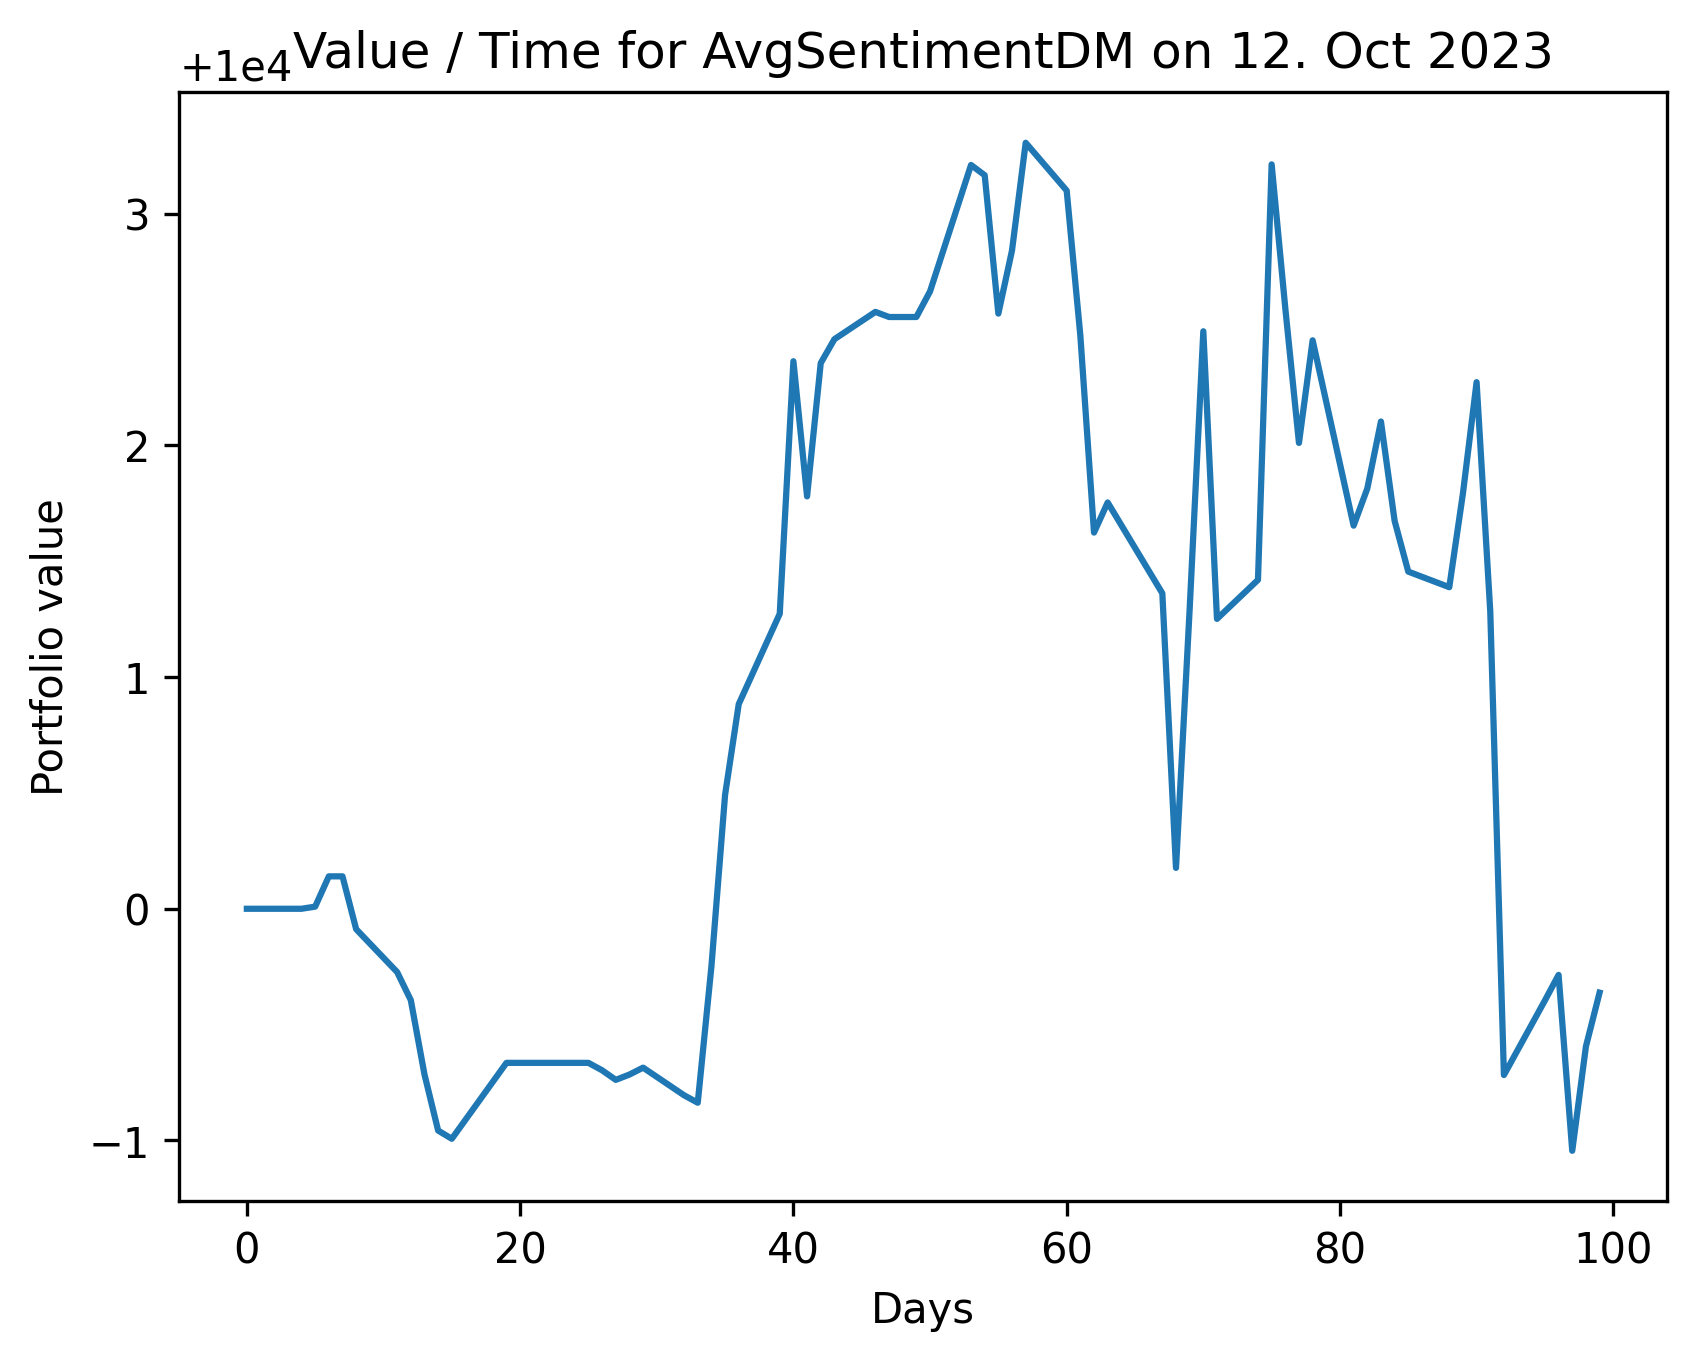 Value / Time for AvgSentimentDM on 12. Oct 2023
+1e4
3
2
1
0
−1
Portfolio value
0 20 40 60 80 100
Days